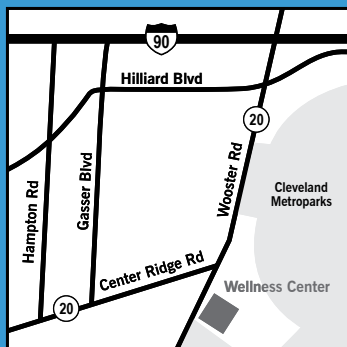 90
Hilliard Blvd
20
Wooster Rd
Cleveland
Metroparks
Hampton Rd
Gasser Blvd
Center Ridge Rd
Wellness Center
20